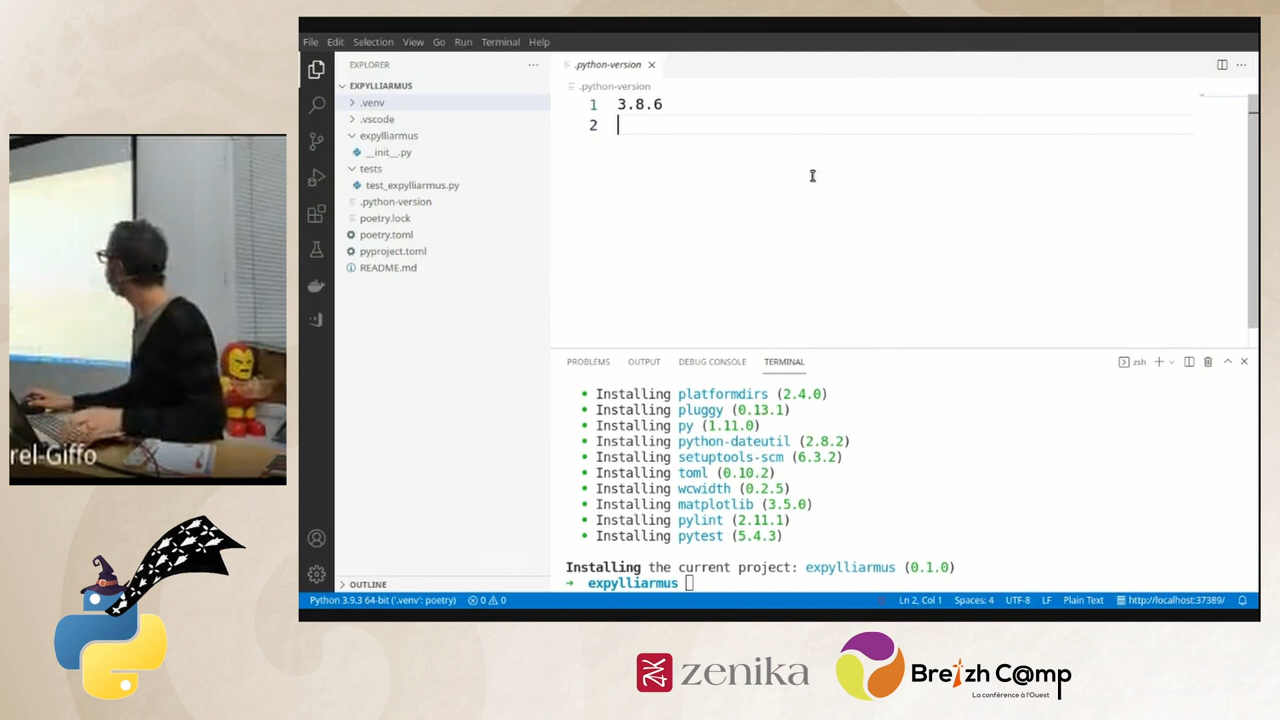 File Edit Selection View Go Run Terminal Help
EXPLORER
EXPYLLIARMUS
.venv
.vscode
expylliarmus
__init__.py
tests
test_expylliarmus.py
.python-version
poetry.lock
poetry.toml
pyproject.toml
README.md
OUTLINE
.python-version
.python-version
1 3.8.6
2
PROBLEMS OUTPUT DEBUG CONSOLE TERMINAL
zsh
• Installing platformdirs (2.4.0)
• Installing pluggy (0.13.1)
• Installing py (1.11.0)
• Installing python-dateutil (2.8.2)
• Installing setuptools-scm (6.3.2)
• Installing toml (0.10.2)
• Installing wcwidth (0.2.5)
• Installing matplotlib (3.5.0)
• Installing pylint (2.11.1)
• Installing pytest (5.4.3)
Installing the current project: expylliarmus (0.1.0)
→ expylliarmus
Python 3.9.3 64-bit ('.venv': poetry) 0 0 Ln 2, Col 1 Spaces: 4 UTF-8 LF Plain Text http://localhost:37389/
rel-Giffo
zenika
Breizh C@mp
La conférence à l'Ouest